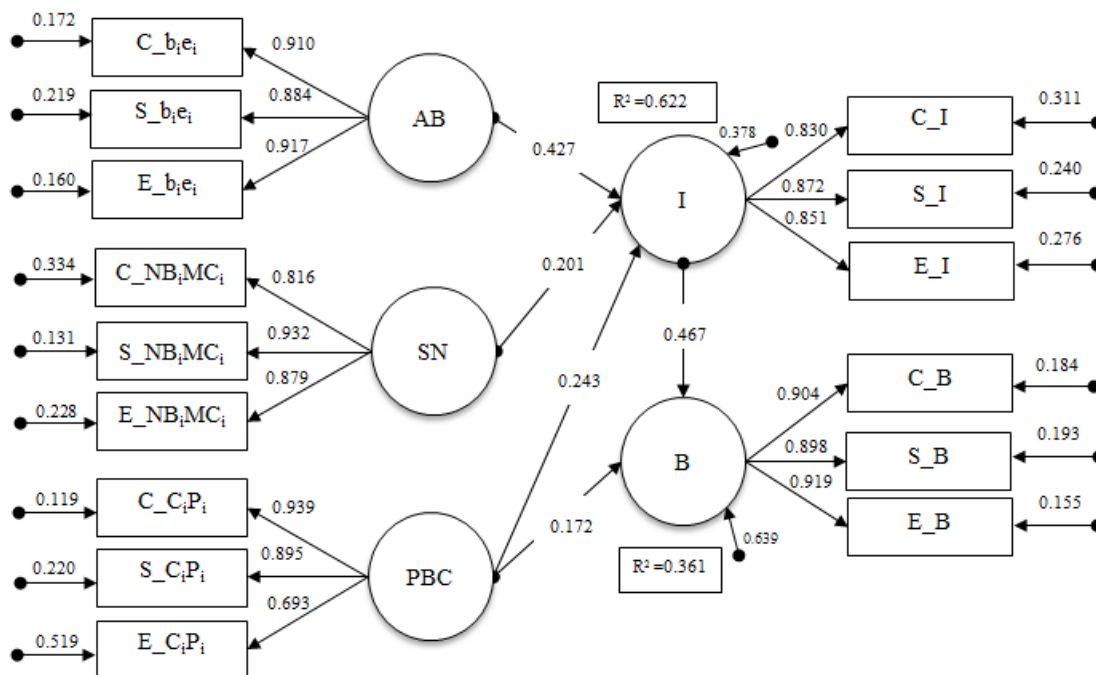 0.172
C_bᵢeᵢ
0.910
0.219
S_bᵢeᵢ
0.884
0.160
E_bᵢeᵢ
0.917
AB
0.334
C_NBᵢMCᵢ
0.816
0.131
S_NBᵢMCᵢ
0.932
0.228
E_NBᵢMCᵢ
0.879
SN
0.119
C_CᵢPᵢ
0.939
0.220
S_CᵢPᵢ
0.895
0.519
E_CᵢPᵢ
0.693
PBC
0.427
0.201
0.243
0.172
R² =0.622
0.378
I
0.467
B
0.639
R² =0.361
0.830
C_I
0.311
0.872
S_I
0.240
0.851
E_I
0.276
0.904
C_B
0.184
0.898
S_B
0.193
0.919
E_B
0.155